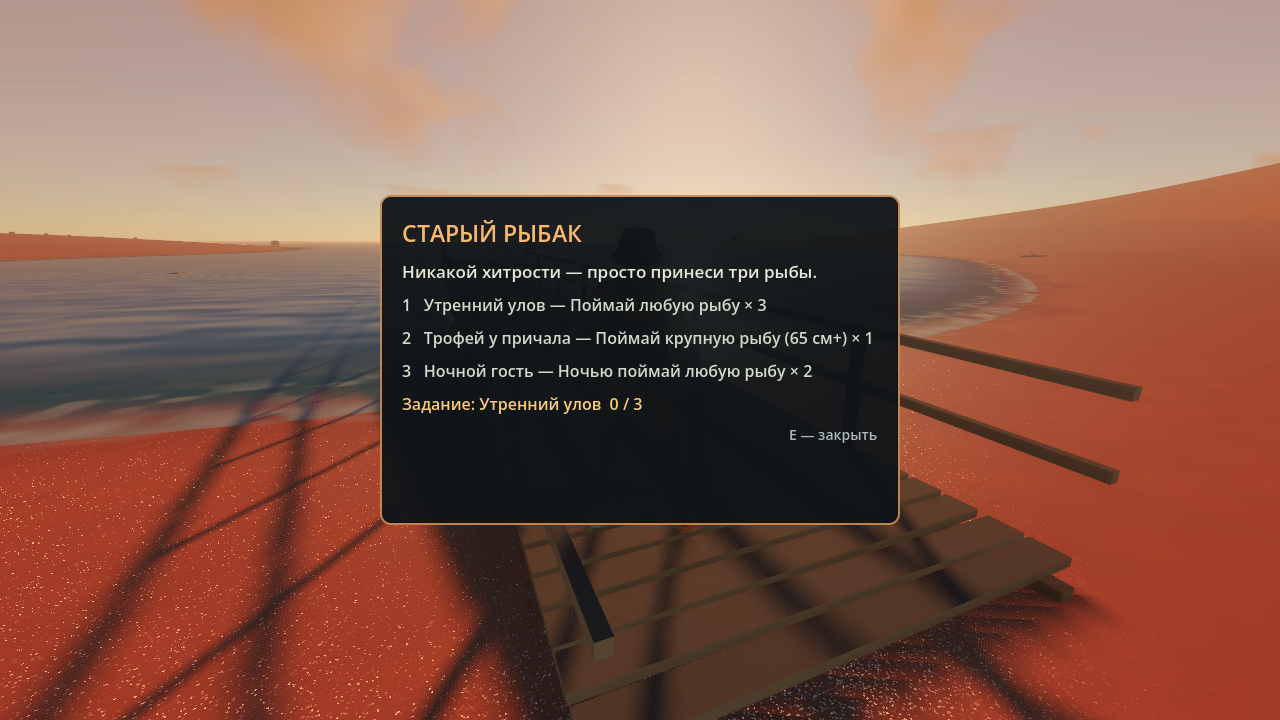 СТАРЫЙ РЫБАК
Никакой хитрости — просто принеси три рыбы.
1 Утренний улов — Поймай любую рыбу × 3
2 Трофей у причала — Поймай крупную рыбу (65 см+) × 1
3 Ночной гость — Ночью поймай любую рыбу × 2
Задание: Утренний улов 0 / 3
E — закрыть